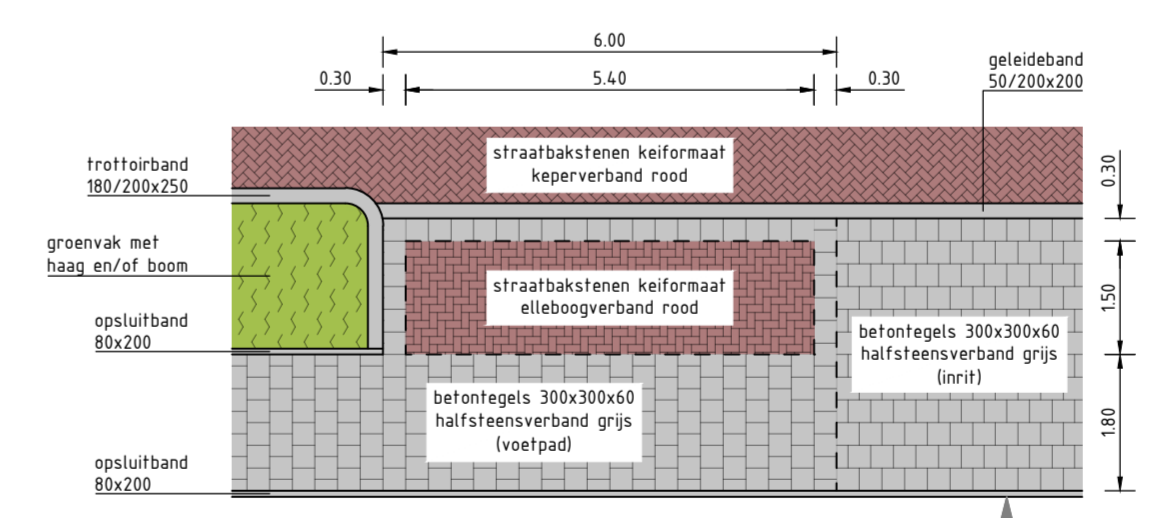 6.00
0.30
5.40
0.30
geleideband
50/200x200
trottoirband
180/200x250
straatbakstenen keiformaat
keperverband rood
0.30
groenvak met
haag en/of boom
straatbakstenen keiformaat
elleboogverband rood
1.50
opsluitband
80x200
betontegels 300x300x60
halfsteensverband grijs
(inrit)
betontegels 300x300x60
halfsteensverband grijs
(voetpad)
1.80
opsluitband
80x200